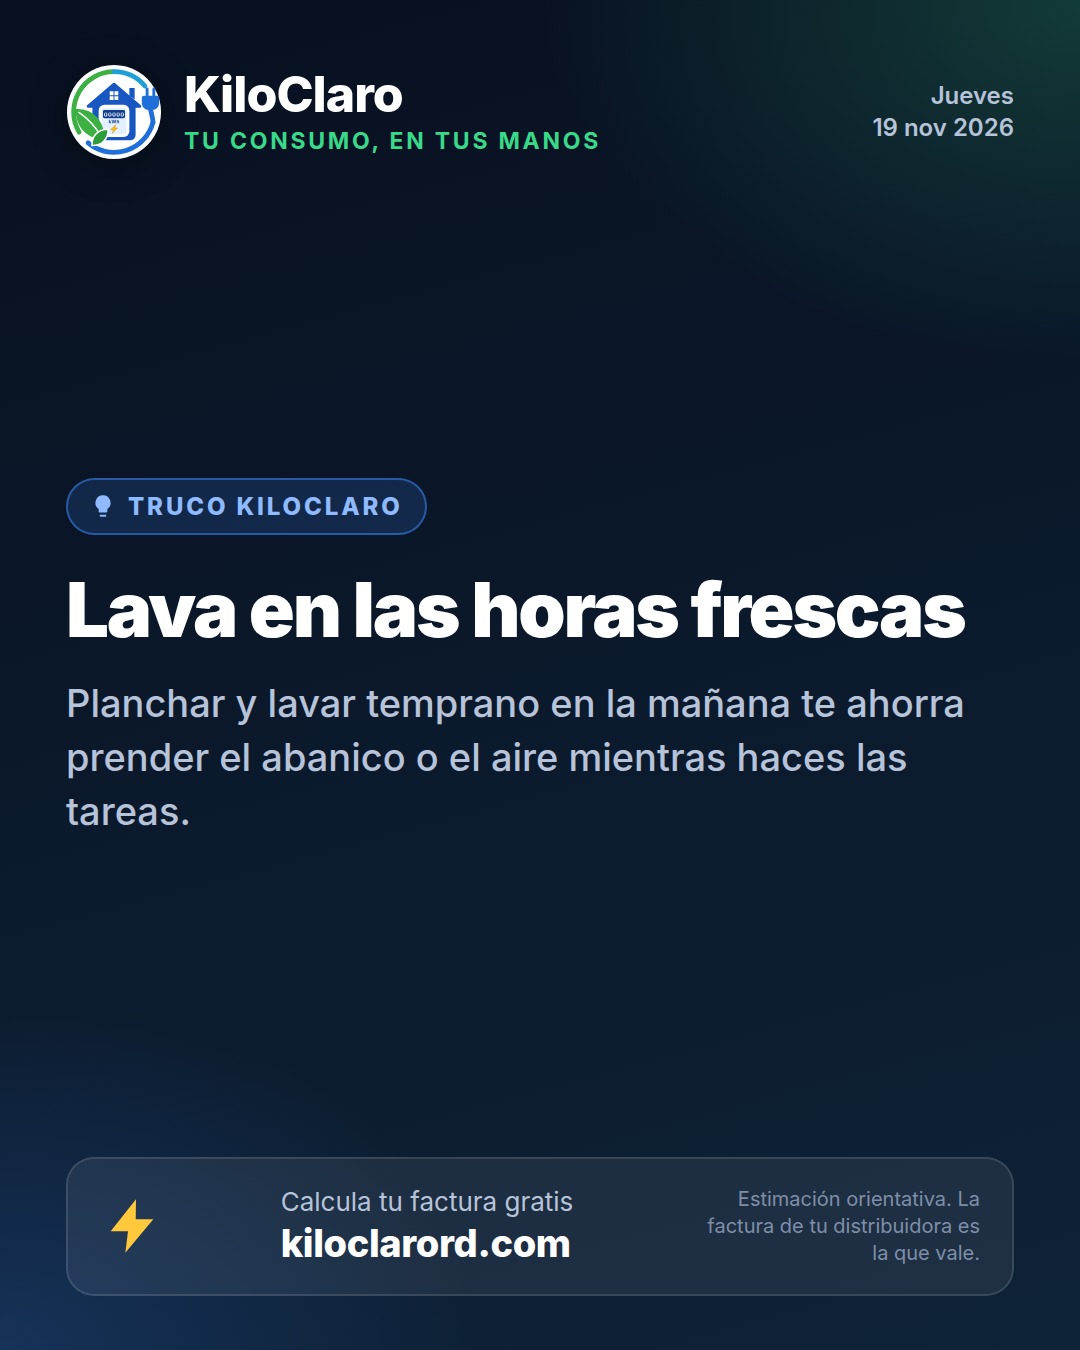 KiloClaro
TU CONSUMO, EN TUS MANOS
Jueves
19 nov 2026
TRUCO KILOCLARO
Lava en las horas frescas
Planchar y lavar temprano en la mañana te ahorra
prender el abanico o el aire mientras haces las
tareas.
Calcula tu factura gratis
kiloclarord.com
Estimación orientativa. La
factura de tu distribuidora es
la que vale.